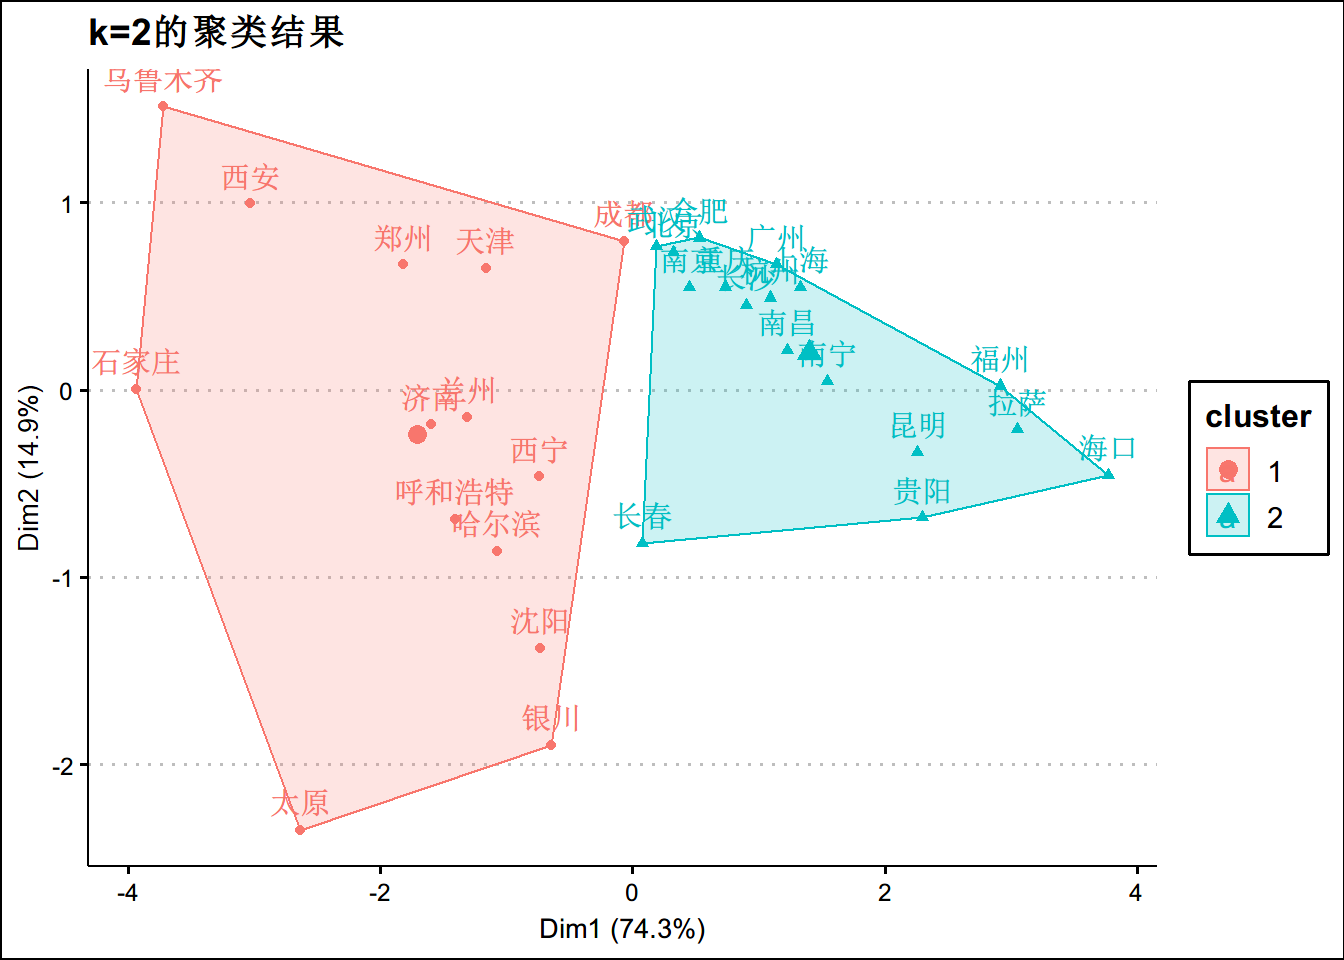 k=2的聚类结果
乌鲁木齐
西安
郑州
天津
成都
武汉
北京
合肥
广州
南京
重庆
长沙
杭州
上海
南昌
南宁
石家庄
济南
兰州
福州
拉萨
昆明
海口
西宁
呼和浩特
哈尔滨
贵阳
长春
沈阳
银川
太原
1
0
-1
-2
-4
-2
0
2
4
Dim1 (74.3%)
Dim2 (14.9%)
cluster
a 1
a 2